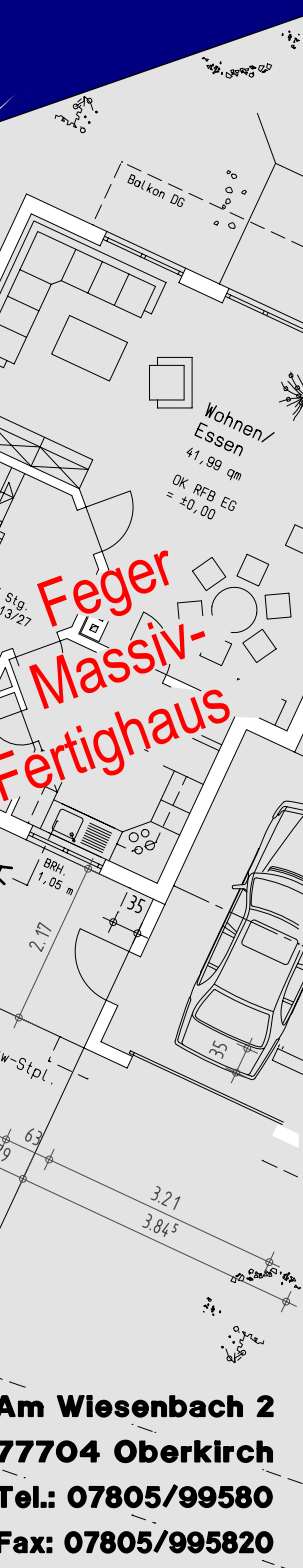 Balkon DG
Wohnen/
Essen
41,99 qm
OK RFB EG
= ±0,00
Stg.
13/27
Feger
Massiv-
Fertighaus
BRH.
1,05 m
35
2.17
35
w-Stpl.
63
9
3.21
3.84⁵
Am Wiesenbach 2
77704 Oberkirch
Tel.: 07805/99580
Fax: 07805/995820